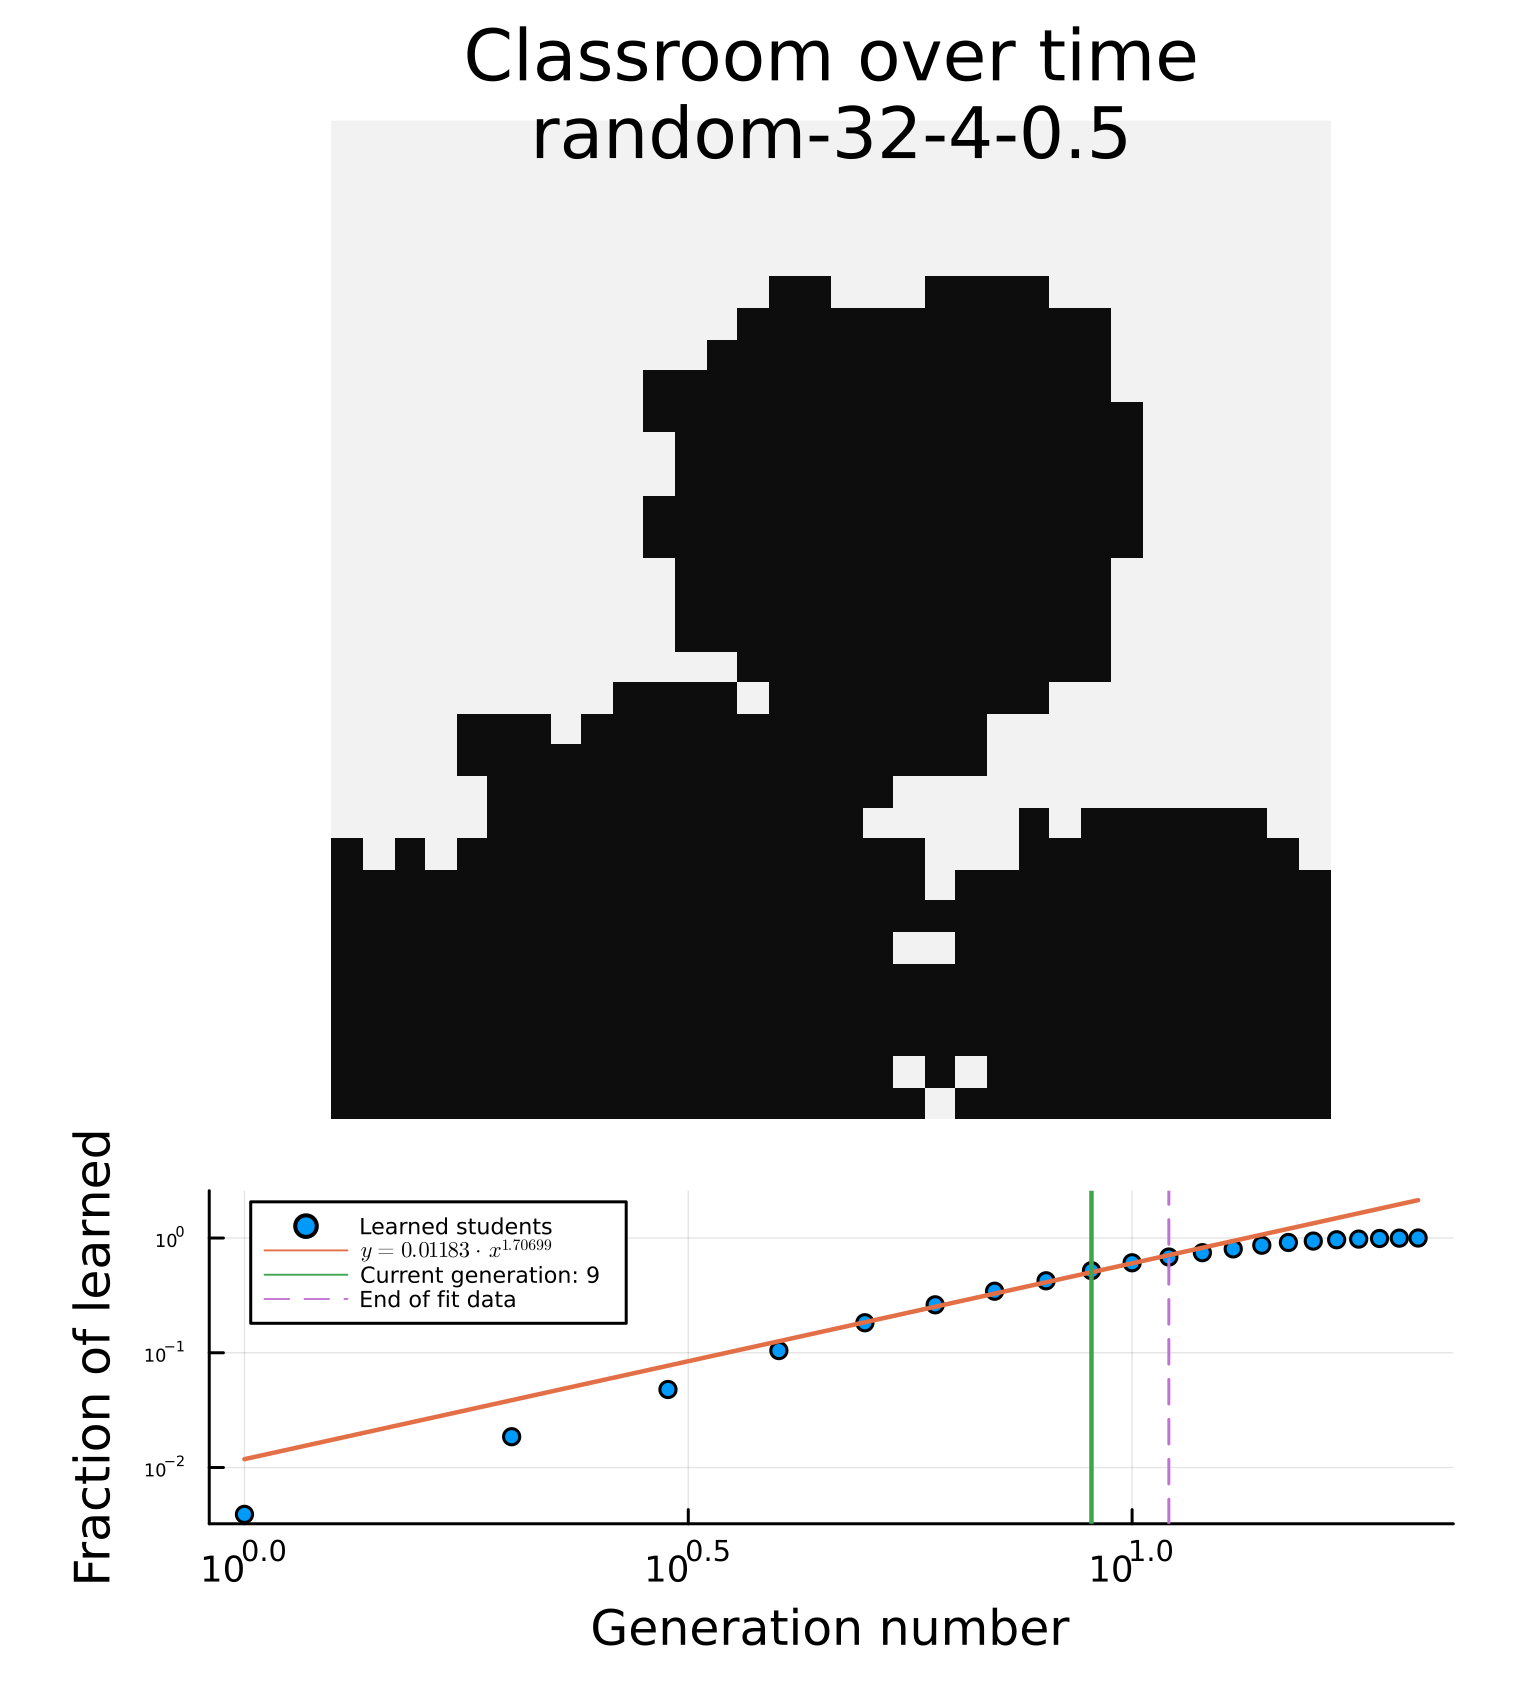 Classroom over time
random-32-4-0.5
Fraction of learned
Learned students
y = 0.01183 · x^1.70699
Current generation: 9
End of fit data
10^0
10^−1
10^−2
10^0.0
10^0.5
10^1.0
Generation number